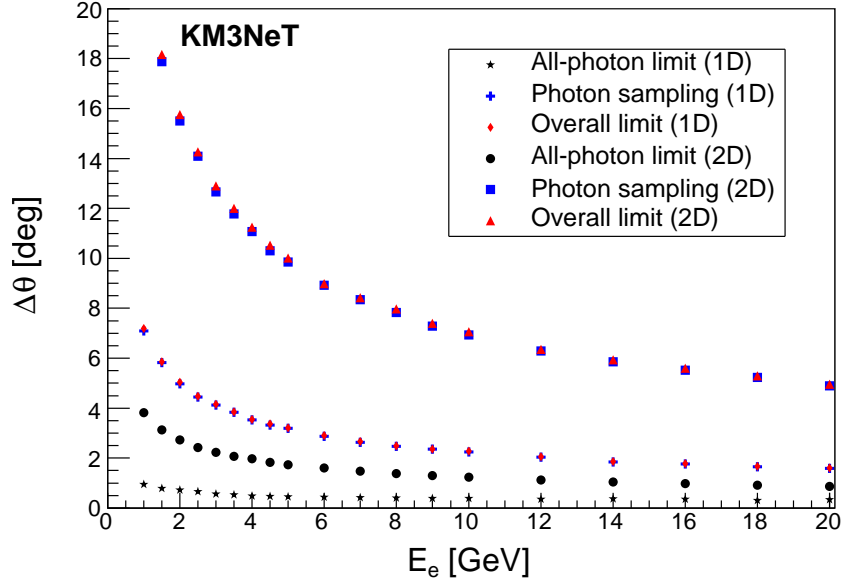 KM3NeT
All-photon limit (1D)
Photon sampling (1D)
Overall limit (1D)
All-photon limit (2D)
Photon sampling (2D)
Overall limit (2D)
Δθ [deg]
20
18
16
14
12
10
8
6
4
2
0
0 2 4 6 8 10 12 14 16 18 20
E_e [GeV]